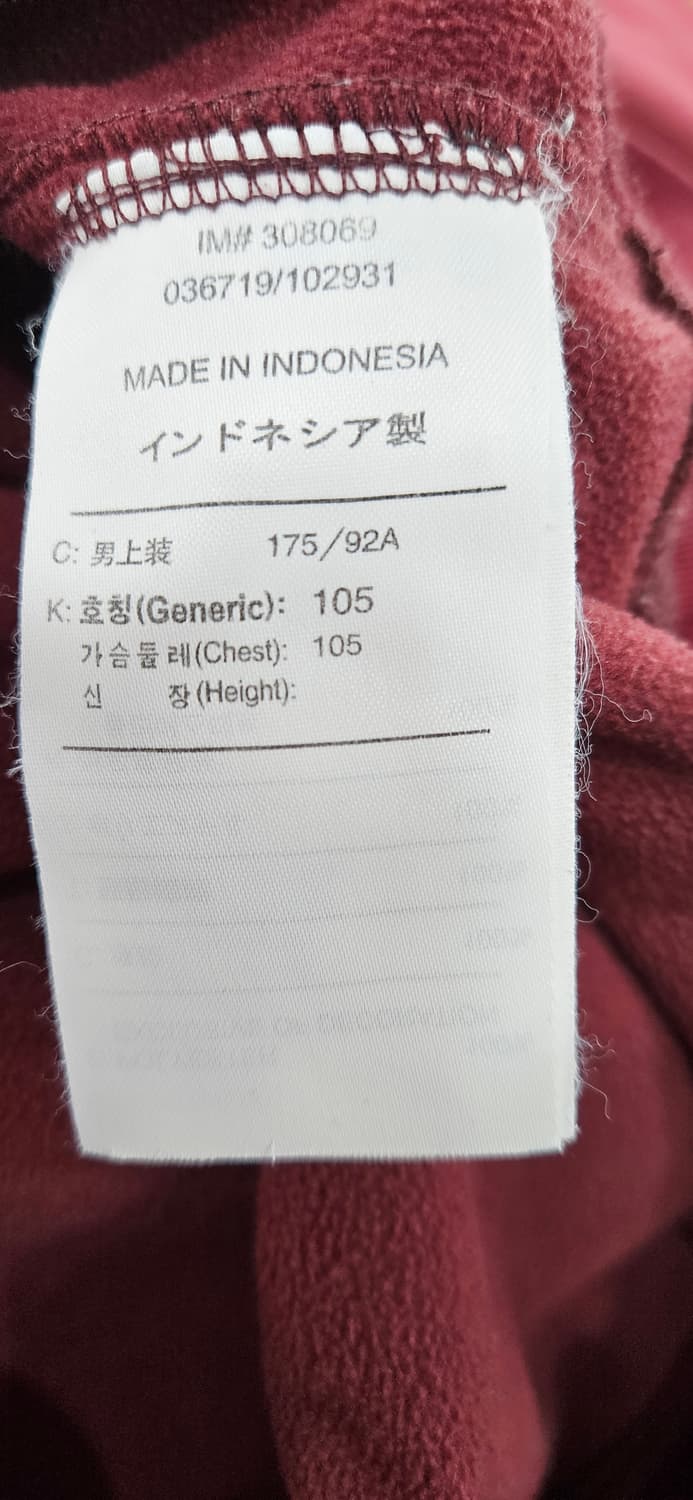 IM# 308069
036719/102931
MADE IN INDONESIA
インドネシア製
C: 男上装 175/92A
K: 호칭(Generic): 105
가슴둘레(Chest): 105
신 장(Height):